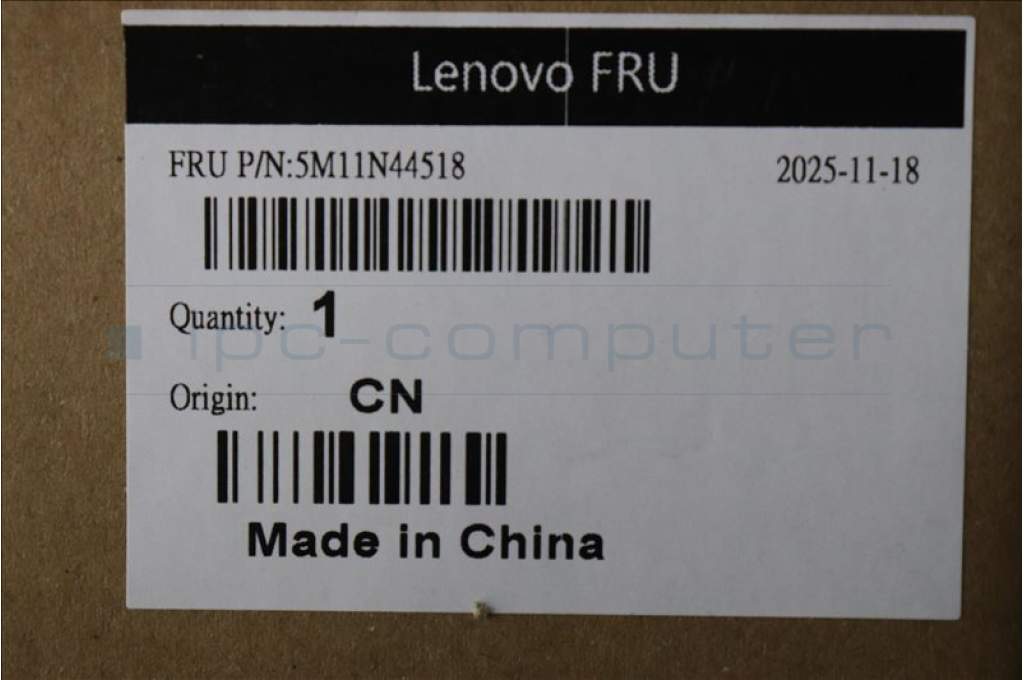 Lenovo FRU
FRU P/N:5M11N44518 2025-11-18
Quantity: 1
ipc-computer
Origin: CN
Made in China